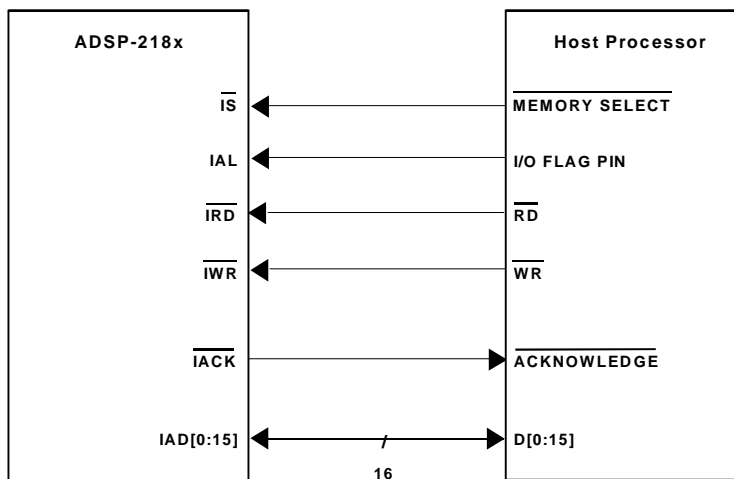 ADSP-218x Host Processor
IS MEMORY SELECT
IAL I/O FLAG PIN
IRD RD
IWR WR
IACK ACKNOWLEDGE
IAD[0:15] / D[0:15]
16